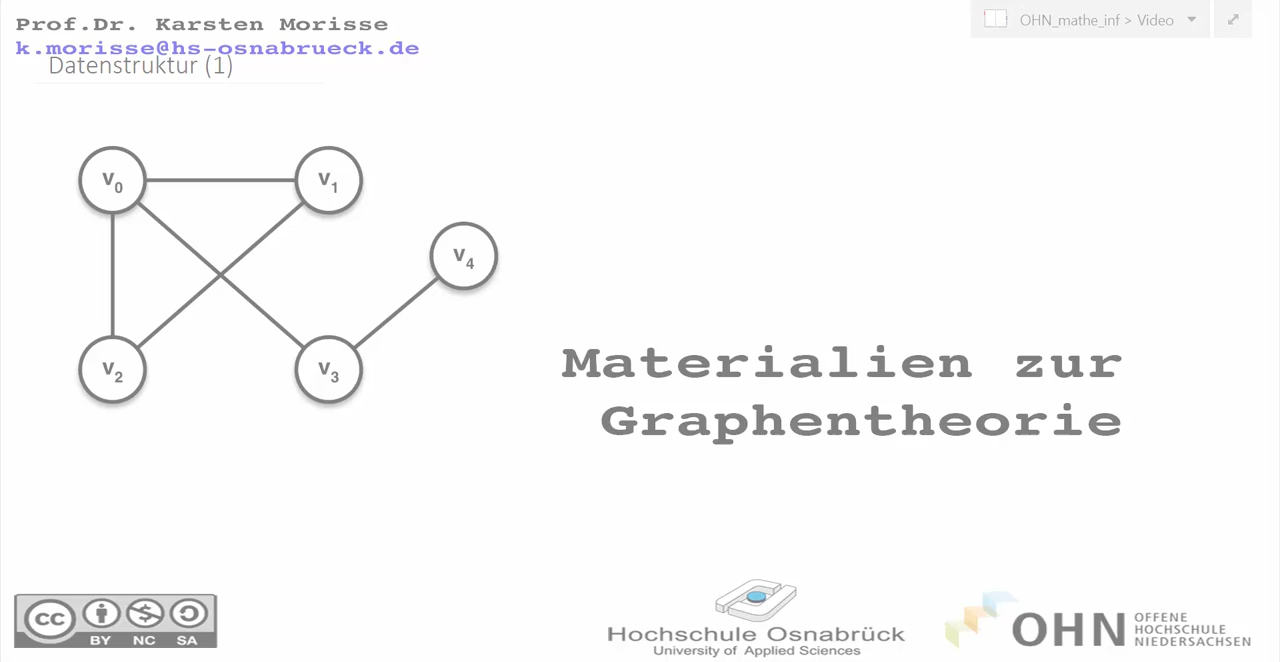 Prof.Dr. Karsten Morisse
k.morisse@hs-osnabrueck.de
OHN_mathe_inf > Video
Datenstruktur (1)
v0
v1
v4
v2
v3
Materialien zur
Graphentheorie
cc
BY NC SA
Hochschule Osnabrück
University of Applied Sciences
OHN
OFFENE
HOCHSCHULE
NIEDERSACHSEN